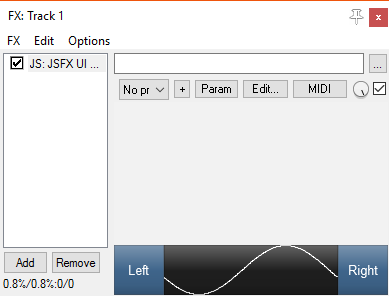 FX: Track 1
FX Edit Options
JS: JSFX UI ...
...
No pr + Param Edit... MIDI
Add Remove
0.8%/0.8%:0/0
Left Right